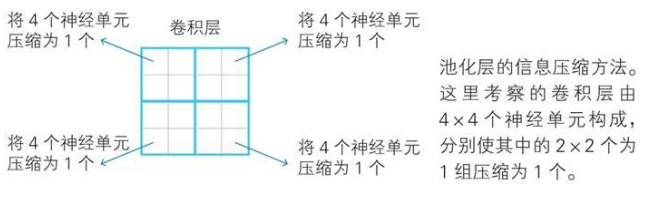 将 4 个神经单元
压缩为 1 个
卷积层
将 4 个神经单元
压缩为 1 个
将 4 个神经单元
压缩为 1 个
将 4 个神经单元
压缩为 1 个
池化层的信息压缩方法。
这里考察的卷积层由
4×4 个神经单元构成，
分别使其中的 2×2 个为
1 组压缩为 1 个。